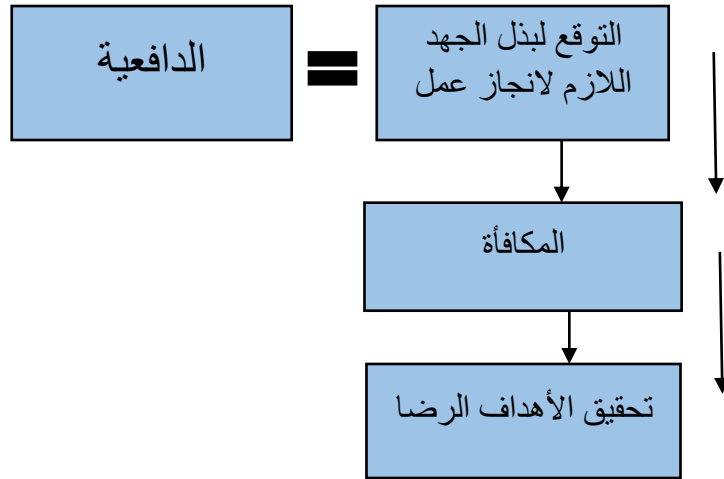 الدافعية
التوقع لبذل الجهد
اللازم لانجاز عمل
المكافأة
تحقيق الأهداف الرضا